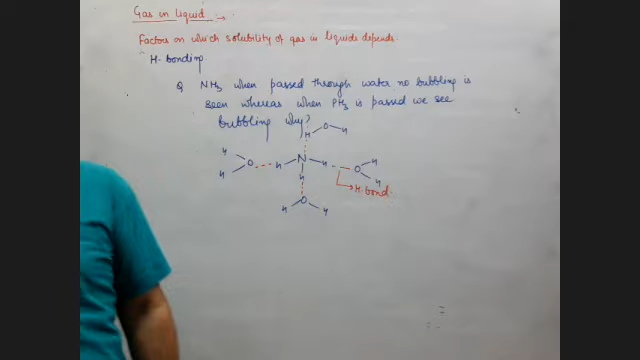 Gas in liquid :→
Factors on which solubility of gas in liquids depends.
H-bonding
Q NH3 when passed through water no bubbling is
seen whereas when PH3 is passed we see
bubbling why?
H O H
H H
O H N H O
H H H
H-bond.
O
H H